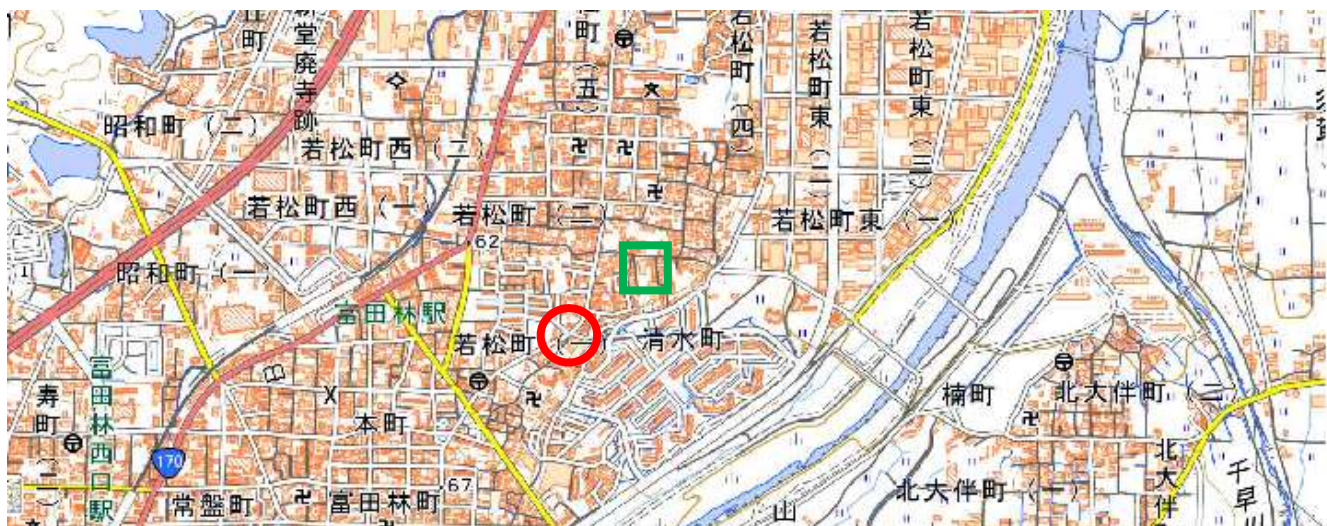 町
新堂廃寺跡
町（五）
若松町（四）
若松町東（二）
若松町東（三）
昭和町（二）
若松町西（二）
若松町西（一）
若松町（二）
若松町東（一）
62
昭和町（一）
富田林駅
若松町（一）
清水町
寿町（二）
富田林西口駅
本町
楠町
北大伴町（二）
170
常盤町
富田林町
67
山
北大伴町（一）
北大伴
千早川